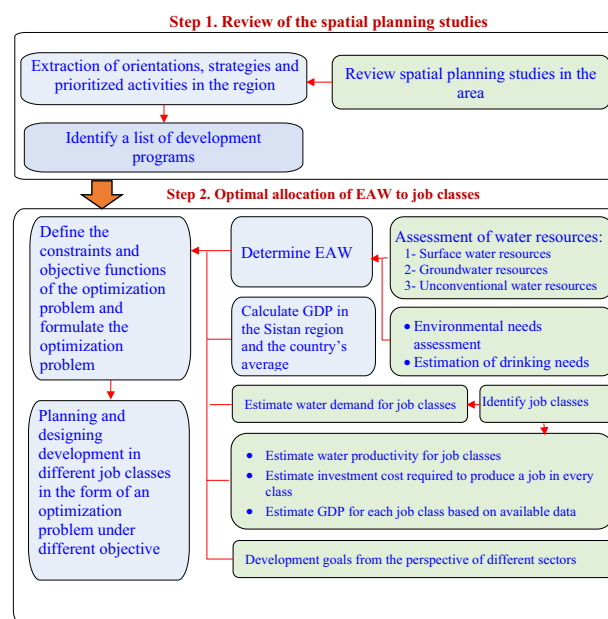 Step 1. Review of the spatial planning studies
Extraction of orientations, strategies and
prioritized activities in the region
Review spatial planning studies in the
area
Identify a list of development
programs
Step 2. Optimal allocation of EAW to job classes
Define the
constraints and
objective functions
of the optimization
problem and
formulate the
optimization
problem
Determine EAW
Assessment of water resources:
1- Surface water resources
2- Groundwater resources
3- Unconventional water resources
Calculate GDP in
the Sistan region
and the country's
average
• Environmental needs
assessment
• Estimation of drinking needs
Estimate water demand for job classes
Identify job classes
Planning and
designing
development in
different job classes
in the form of an
optimization
problem under
different objective
• Estimate water productivity for job classes
• Estimate investment cost required to produce a job in every
class
• Estimate GDP for each job class based on available data
Development goals from the perspective of different sectors